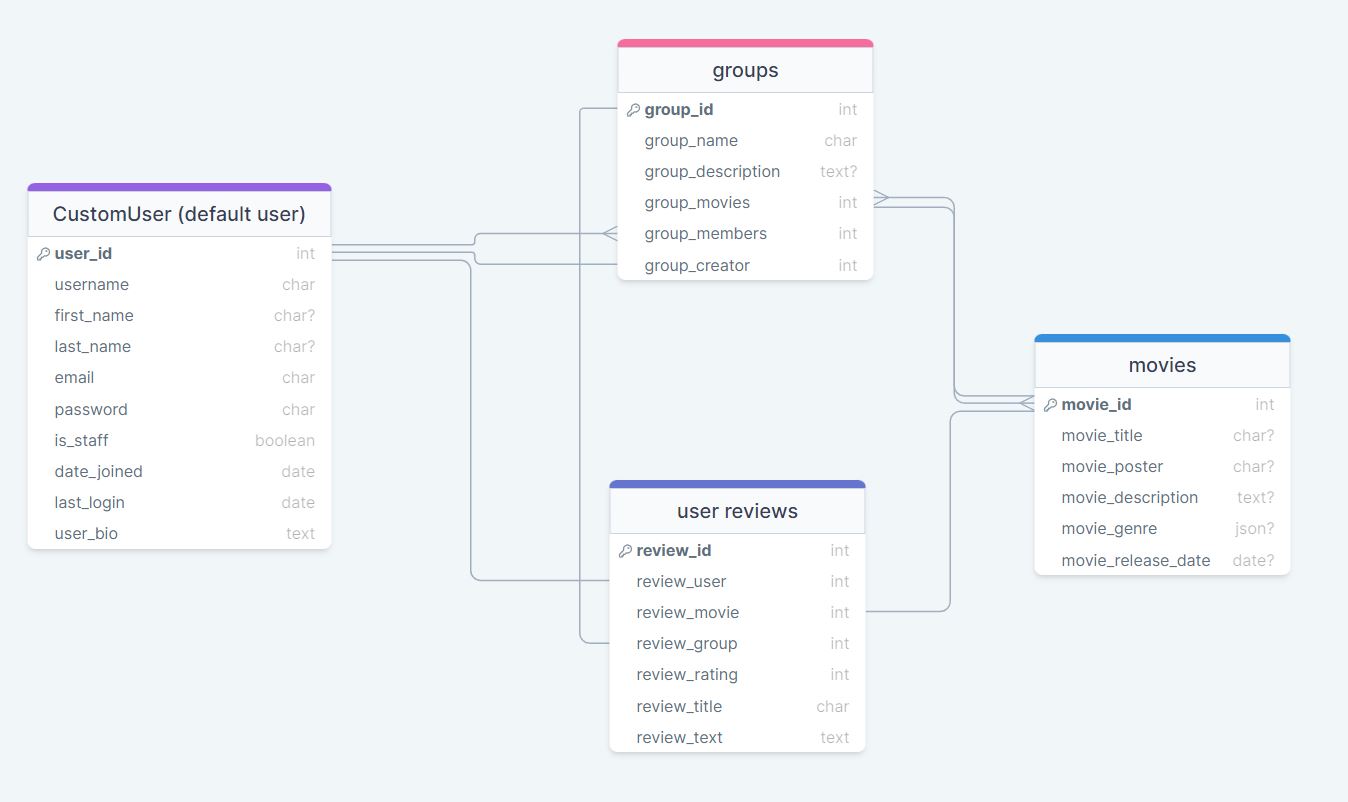 groups
group_id int
group_name char
group_description text?
group_movies int
group_members int
group_creator int
CustomUser (default user)
user_id int
username char
first_name char?
last_name char?
email char
password char
is_staff boolean
date_joined date
last_login date
user_bio text
movies
movie_id int
movie_title char?
movie_poster char?
movie_description text?
movie_genre json?
movie_release_date date?
user reviews
review_id int
review_user int
review_movie int
review_group int
review_rating int
review_title char
review_text text